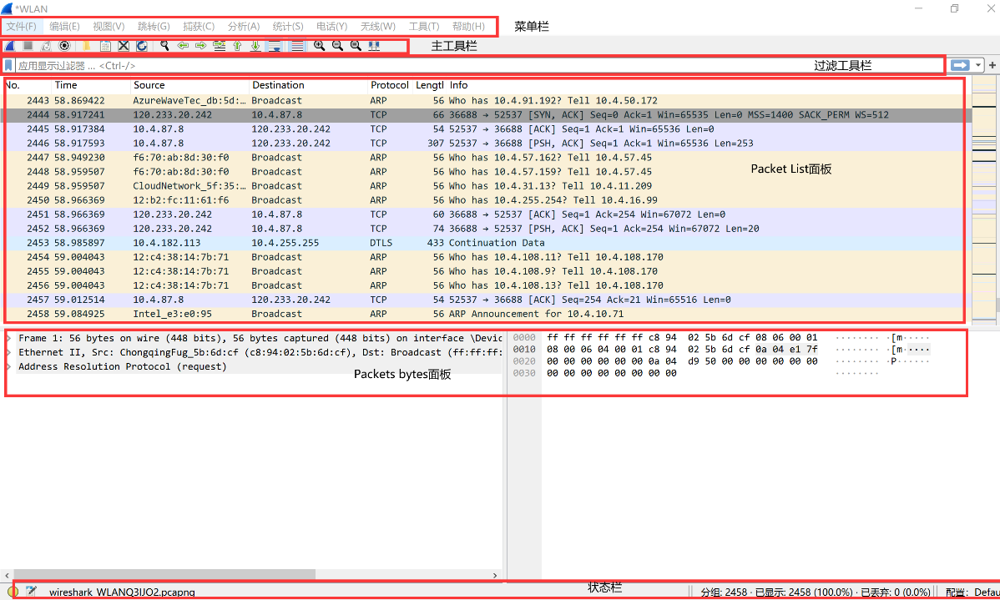 *WLAN
文件(F) 编辑(E) 视图(V) 跳转(G) 捕获(C) 分析(A) 统计(S) 电话(Y) 无线(W) 工具(T) 帮助(H) 菜单栏
主工具栏
应用显示过滤器 … <Ctrl-/> 过滤工具栏
No. Time Source Destination Protocol Lengtl Info
2443 58.869422 AzureWaveTec_db:5d:… Broadcast ARP 56 Who has 10.4.91.192? Tell 10.4.50.172
2444 58.917241 120.233.20.242 10.4.87.8 TCP 66 36688 → 52537 [SYN, ACK] Seq=0 Ack=1 Win=65535 Len=0 MSS=1400 SACK_PERM WS=512
2445 58.917384 10.4.87.8 120.233.20.242 TCP 54 52537 → 36688 [ACK] Seq=1 Ack=1 Win=65536 Len=0
2446 58.917593 10.4.87.8 120.233.20.242 TCP 307 52537 → 36688 [PSH, ACK] Seq=1 Ack=1 Win=65536 Len=253
2447 58.949230 f6:70:ab:8d:30:f0 Broadcast ARP 56 Who has 10.4.57.162? Tell 10.4.57.45
2448 58.959507 f6:70:ab:8d:30:f0 Broadcast ARP 56 Who has 10.4.57.159? Tell 10.4.57.45
Packet List面板
2449 58.959507 CloudNetwork_5f:35:… Broadcast ARP 56 Who has 10.4.31.13? Tell 10.4.11.209
2450 58.966369 12:b2:fc:11:61:f6 Broadcast ARP 56 Who has 10.4.255.254? Tell 10.4.16.99
2451 58.966369 120.233.20.242 10.4.87.8 TCP 60 36688 → 52537 [ACK] Seq=1 Ack=254 Win=67072 Len=0
2452 58.966369 120.233.20.242 10.4.87.8 TCP 74 36688 → 52537 [PSH, ACK] Seq=1 Ack=254 Win=67072 Len=20
2453 58.985897 10.4.182.113 10.4.255.255 DTLS 433 Continuation Data
2454 59.004043 12:c4:38:14:7b:71 Broadcast ARP 56 Who has 10.4.108.11? Tell 10.4.108.170
2455 59.004043 12:c4:38:14:7b:71 Broadcast ARP 56 Who has 10.4.108.9? Tell 10.4.108.170
2456 59.004043 12:c4:38:14:7b:71 Broadcast ARP 56 Who has 10.4.108.13? Tell 10.4.108.170
2457 59.012514 10.4.87.8 120.233.20.242 TCP 54 52537 → 36688 [ACK] Seq=254 Ack=21 Win=65516 Len=0
2458 59.084925 Intel_e3:e0:95 Broadcast ARP 56 ARP Announcement for 10.4.10.71
Frame 1: 56 bytes on wire (448 bits), 56 bytes captured (448 bits) on interface \Devic
Ethernet II, Src: ChongqingFug_5b:6d:cf (c8:94:02:5b:6d:cf), Dst: Broadcast (ff:ff:ff:
Address Resolution Protocol (request)
Packets bytes面板
0000 ff ff ff ff ff ff c8 94 02 5b 6d cf 08 06 00 01 ········ ·[m·····
0010 08 00 06 04 00 01 c8 94 02 5b 6d cf 0a 04 e1 7f ········ ·[m·····
0020 00 00 00 00 00 00 0a 04 d9 50 00 00 00 00 00 00 ········ ·P······
0030 00 00 00 00 00 00 00 00 ········
状态栏
wireshark_WLANQ3IJO2.pcapng 分组: 2458 · 已显示: 2458 (100.0%) · 已丢弃: 0 (0.0%) 配置: Defau